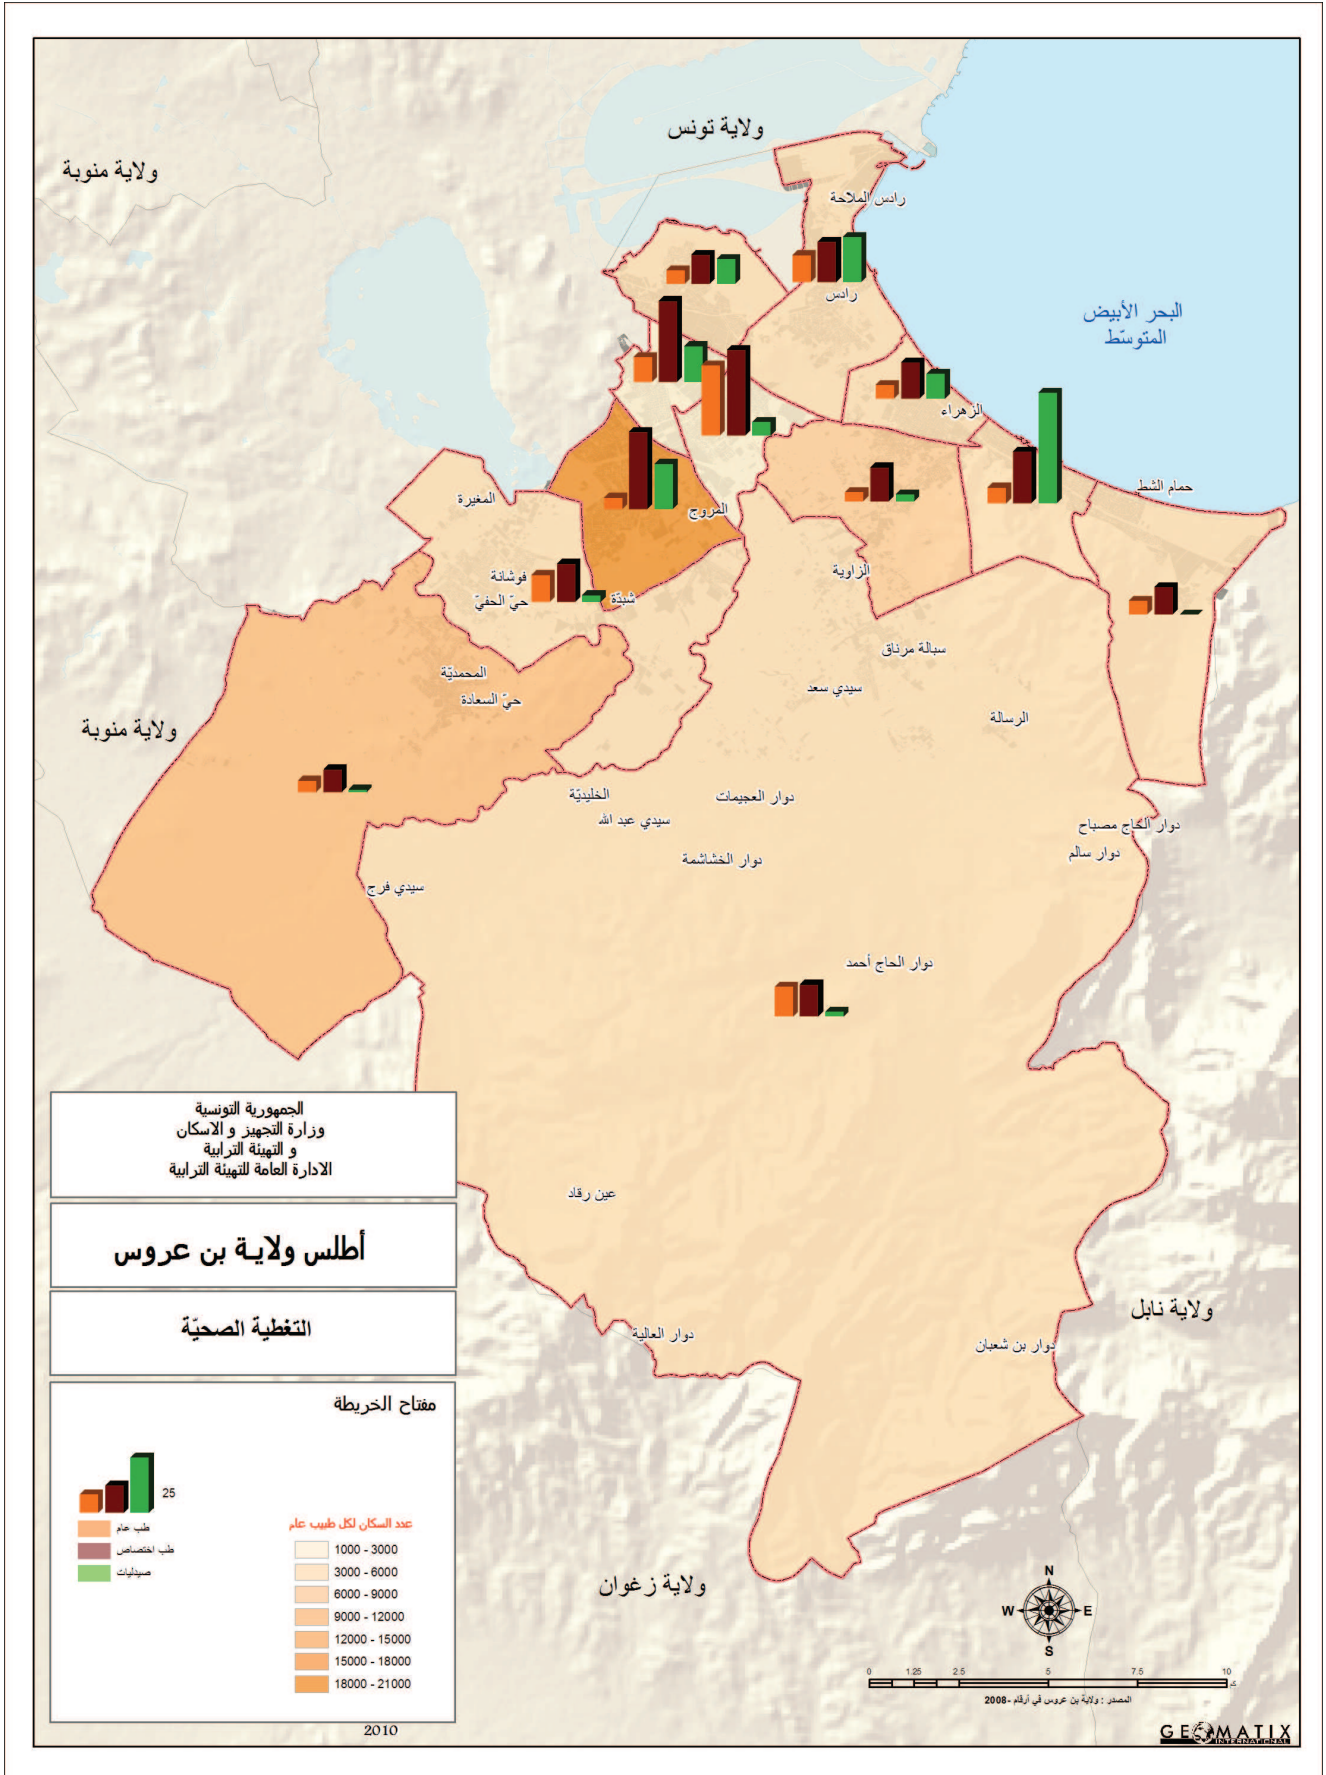 ولاية تونس
ولاية منوبة
رادس الملاحة
رادس
البحر الأبيض
المتوسّط
الزهراء
حمام الشط
المغيرة
المروج
الزاوية
فوشانة
حيّ الحفيّ
شبدّة
سبالة مرناق
المحمديّة
سيدي سعد
حيّ السعادة
الرسالة
ولاية منوبة
الخليديّة
دوار العجيمات
سيدي عبد الله
دوار الحاج مصباح
دوار سالم
دوار الخشاشمة
سيدي فرج
دوار الحاج أحمد
عين رقاد
ولاية نابل
دوار العالية
دوار بن شعبان
ولاية زغوان
الجمهورية التونسية
وزارة التجهيز و الاسكان
و التهيئة الترابية
الادارة العامة للتهيئة الترابية
أطلس ولايـة بن عروس
التغطية الصحيّة
مفتاح الخريطة
25
طب عام
طب اختصاص
صيدليات
عدد السكان لكل طبيب عام
1000 - 3000
3000 - 6000
6000 - 9000
9000 - 12000
12000 - 15000
15000 - 18000
18000 - 21000
2010
N
W E
S
0 1.25 2.5 5 7.5 10
كم
المصدر : ولاية بن عروس في أرقام -2008
GEOMATIX
INTERNATIONAL